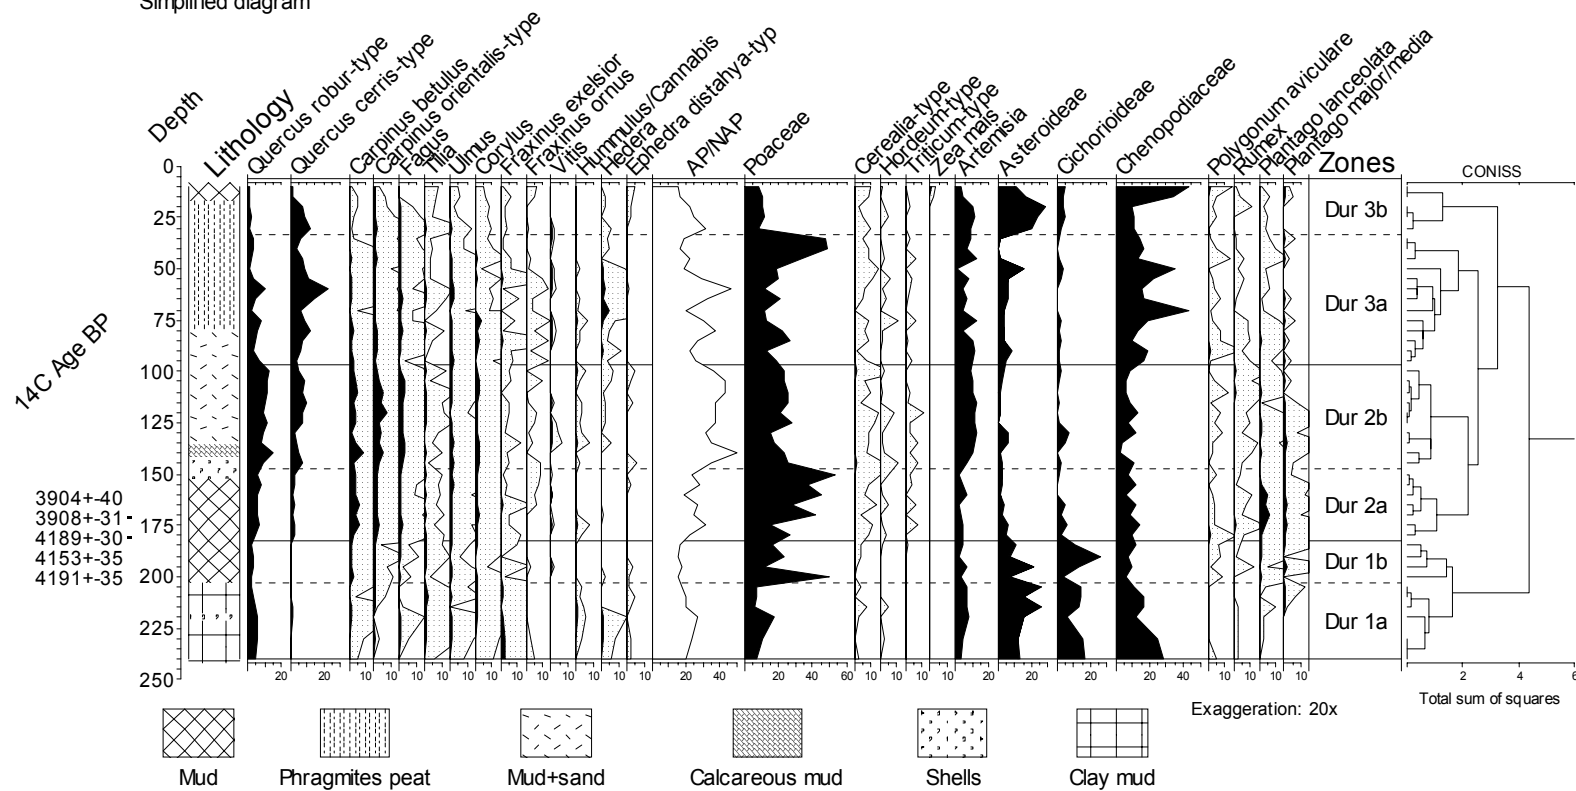 Simplified diagram
Depth
Lithology
Quercus robur-type
Quercus cerris-type
Carpinus betulus
Carpinus orientalis-type
Fagus
Tilia
Ulmus
Corylus
Fraxinus exelsior
Fraxinus ornus
Vitis
Hummulus/Cannabis
Hedera
Ephedra distahya-typ
AP/NAP
Poaceae
Cerealia-type
Hordeum-type
Triticum-type
Zea mais
Artemisia
Asteroideae
Cichorioideae
Chenopodiaceae
Polygonum aviculare
Rumex
Plantago lanceolata
Plantago major/media
Zones
CONISS
14C Age BP
0
25
50
75
100
125
150
175
200
225
250
3904+-40
3908+-31
4189+-30
4153+-35
4191+-35
Dur 3b
Dur 3a
Dur 2b
Dur 2a
Dur 1b
Dur 1a
20 20 10 10 10 10 10 10 10 10 10 10 10 10 20 40 20 40 60 10 10 10 10 20 20 20 20 40 10 10 10 10
2 4 6
Total sum of squares
Exaggeration: 20x
Mud
Phragmites peat
Mud+sand
Calcareous mud
Shells
Clay mud